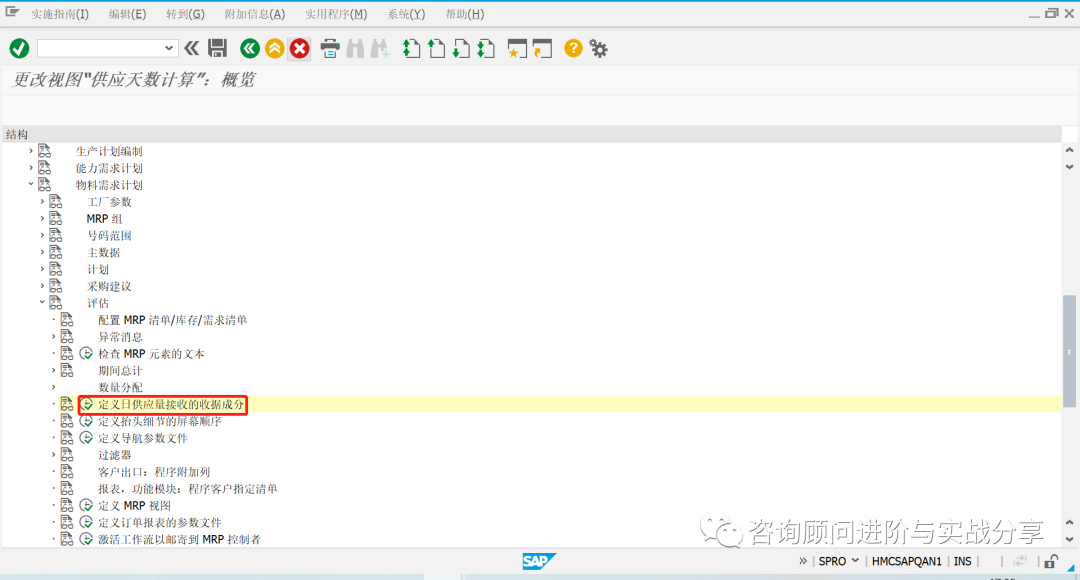 实施指南(I) 编辑(E) 转到(G) 附加信息(A) 实用程序(M) 系统(Y) 帮助(H)
更改视图"供应天数计算": 概览
结构
生产计划编制
能力需求计划
物料需求计划
工厂参数
MRP 组
号码范围
主数据
计划
采购建议
评估
配置 MRP 清单/库存/需求清单
异常消息
检查 MRP 元素的文本
期间总计
数量分配
定义日供应量接收的收据成分
定义抬头细节的屏幕顺序
定义导航参数文件
过滤器
客户出口: 程序附加列
报表, 功能模块: 程序客户指定清单
定义 MRP 视图
定义订单报表的参数文件
激活工作流以邮寄到 MRP 控制者
咨询顾问进阶与实战分享
SAP
SPRO HMCSAPQAN1 INS